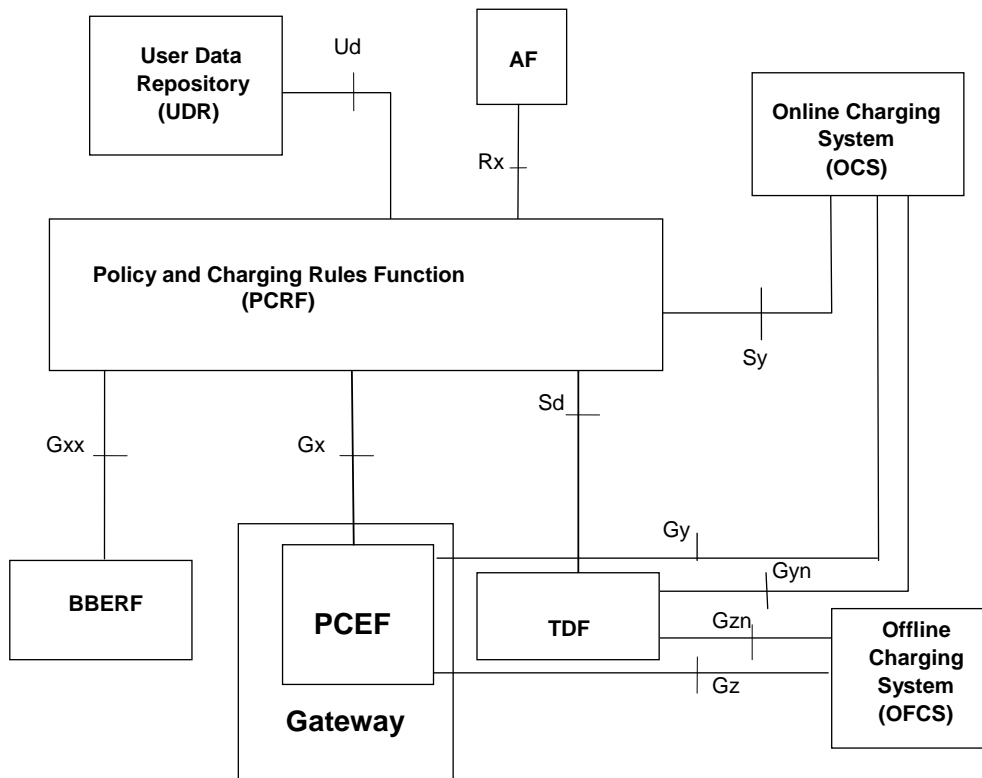 User Data
Repository
(UDR)
Ud
AF
Online Charging
System
(OCS)
Rx
Policy and Charging Rules Function
(PCRF)
Sy
Sd
Gxx
Gx
Gy
Gyn
BBERF
PCEF
TDF
Gzn
Offline
Charging
System
(OFCS)
Gz
Gateway